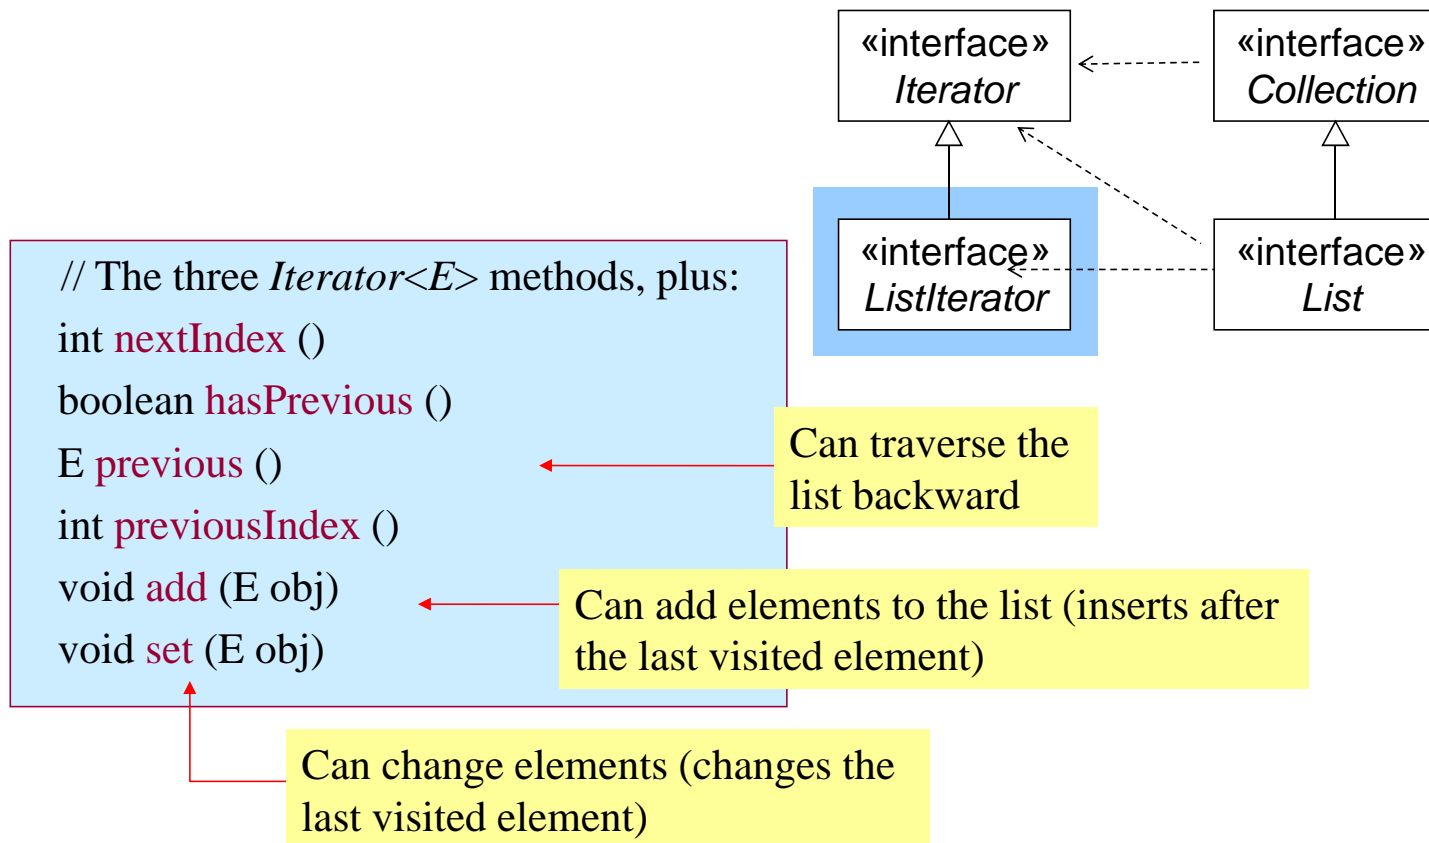 «interface»
Iterator
«interface»
Collection
«interface»
ListIterator
«interface»
List
// The three Iterator<E> methods, plus:
int nextIndex ()
boolean hasPrevious ()
E previous ()
int previousIndex ()
void add (E obj)
void set (E obj)
Can traverse the
list backward
Can add elements to the list (inserts after
the last visited element)
Can change elements (changes the
last visited element)